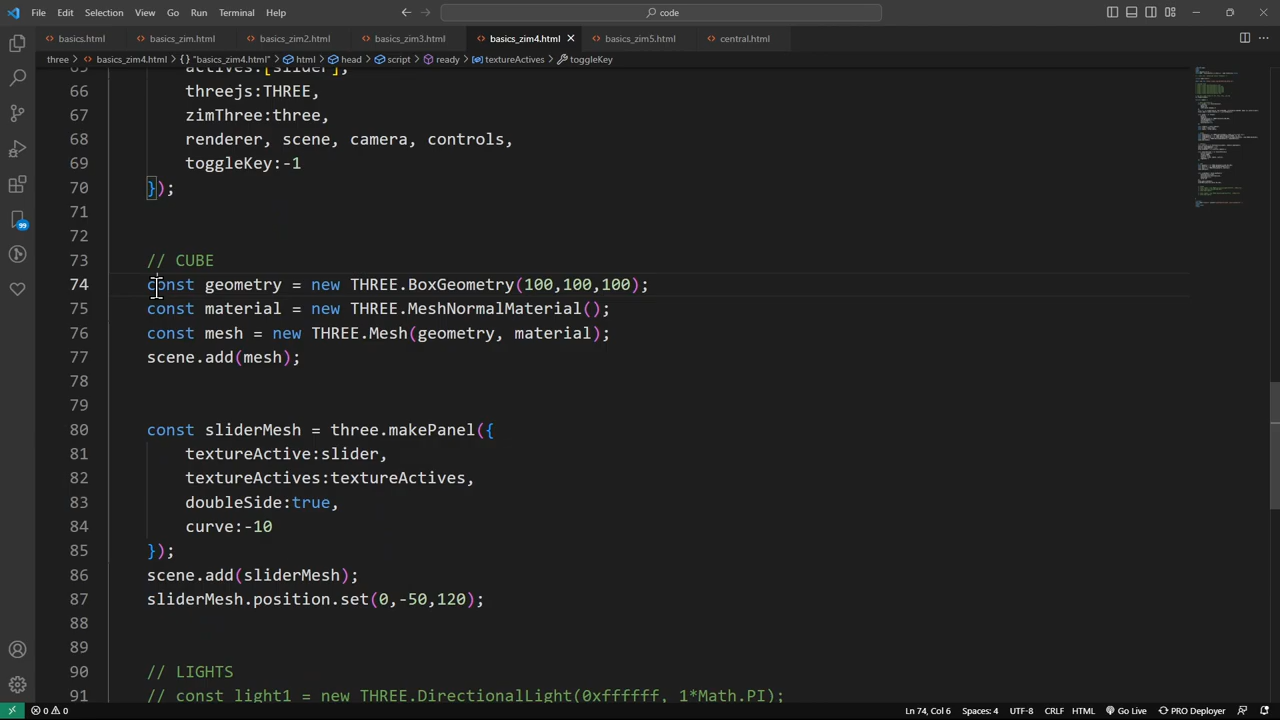 File Edit Selection View Go Run Terminal Help
code
basics.html basics_zim.html basics_zim2.html basics_zim3.html basics_zim4.html basics_zim5.html central.html
three basics_zim4.html "basics_zim4.html" html head script ready textureActives toggleKey
65 actives:[slider],
66 threejs:THREE,
67 zimThree:three,
68 renderer, scene, camera, controls,
69 toggleKey:-1
70 });
71
72
73 // CUBE
74 const geometry = new THREE.BoxGeometry(100,100,100);
75 const material = new THREE.MeshNormalMaterial();
76 const mesh = new THREE.Mesh(geometry, material);
77 scene.add(mesh);
78
79
80 const sliderMesh = three.makePanel({
81 textureActive:slider,
82 textureActives:textureActives,
83 doubleSide:true,
84 curve:-10
85 });
86 scene.add(sliderMesh);
87 sliderMesh.position.set(0,-50,120);
88
89
90 // LIGHTS
91 // const light1 = new THREE.DirectionalLight(0xffffff, 1*Math.PI);
99
0 0 Ln 74, Col 6 Spaces: 4 UTF-8 CRLF HTML Go Live PRO Deployer